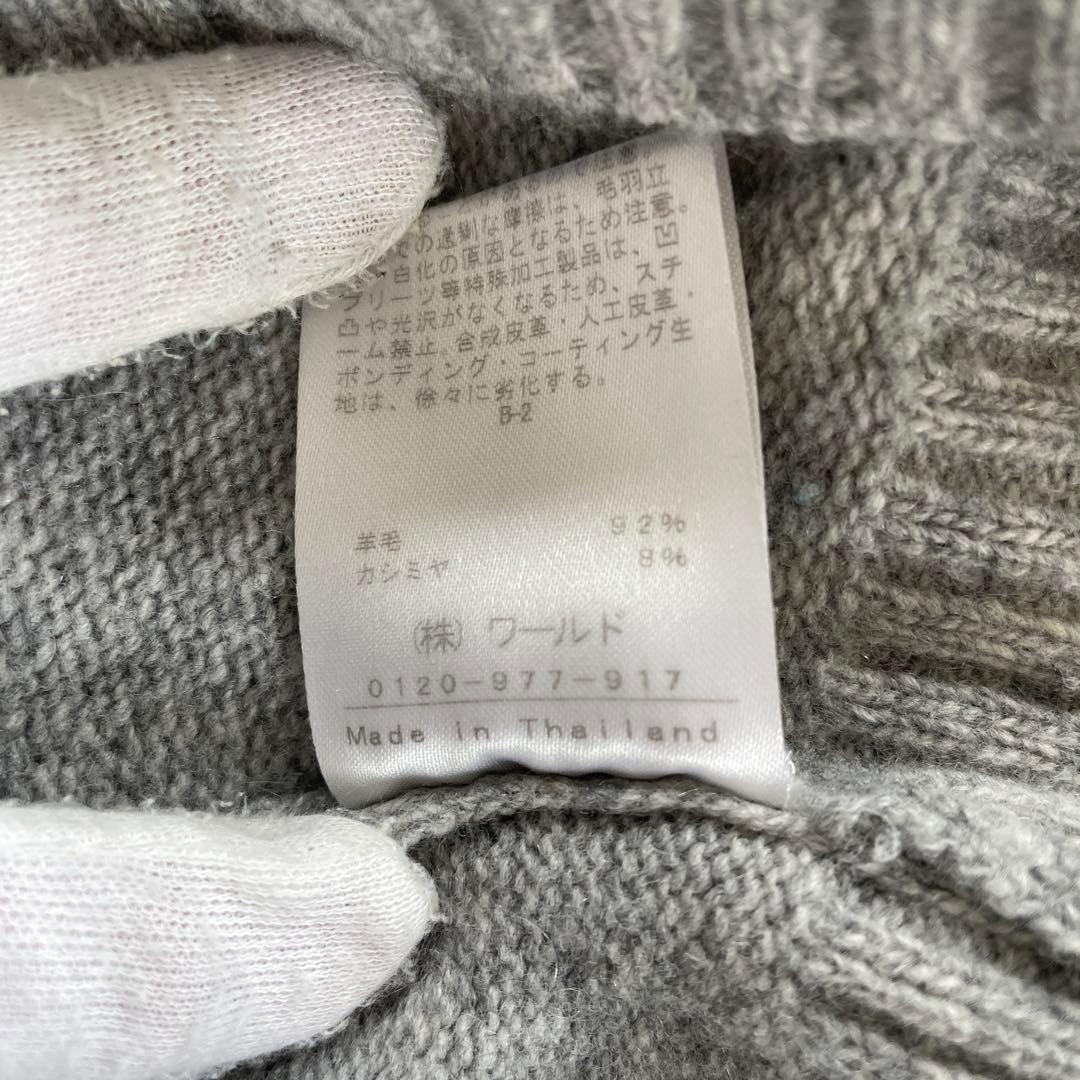 の過剰な摩擦は、毛羽立
白化の原因となるため注意。
プリーツ等特殊加工製品は、凹
凸や光沢がなくなるため、スチ
ーム禁止。合成皮革・人工皮革・
ボンディング・コーティング生
地は、徐々に劣化する。
B-2
羊毛 92%
カシミヤ 8%
(株) ワールド
0120-977-917
Made in Thailand